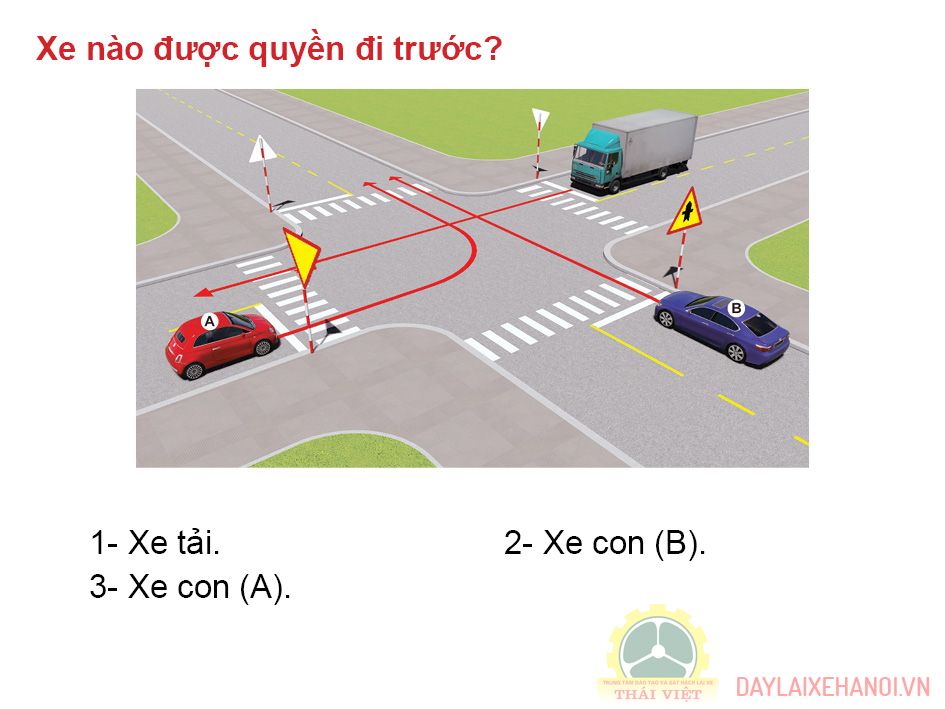 Xe nào được quyền đi trước?
A
B
1- Xe tải.
2- Xe con (B).
3- Xe con (A).
TRUNG TÂM ĐÀO TẠO VÀ SÁT HẠCH LÁI XE
THÁI VIỆT
DAYLAIXEHANOI.VN